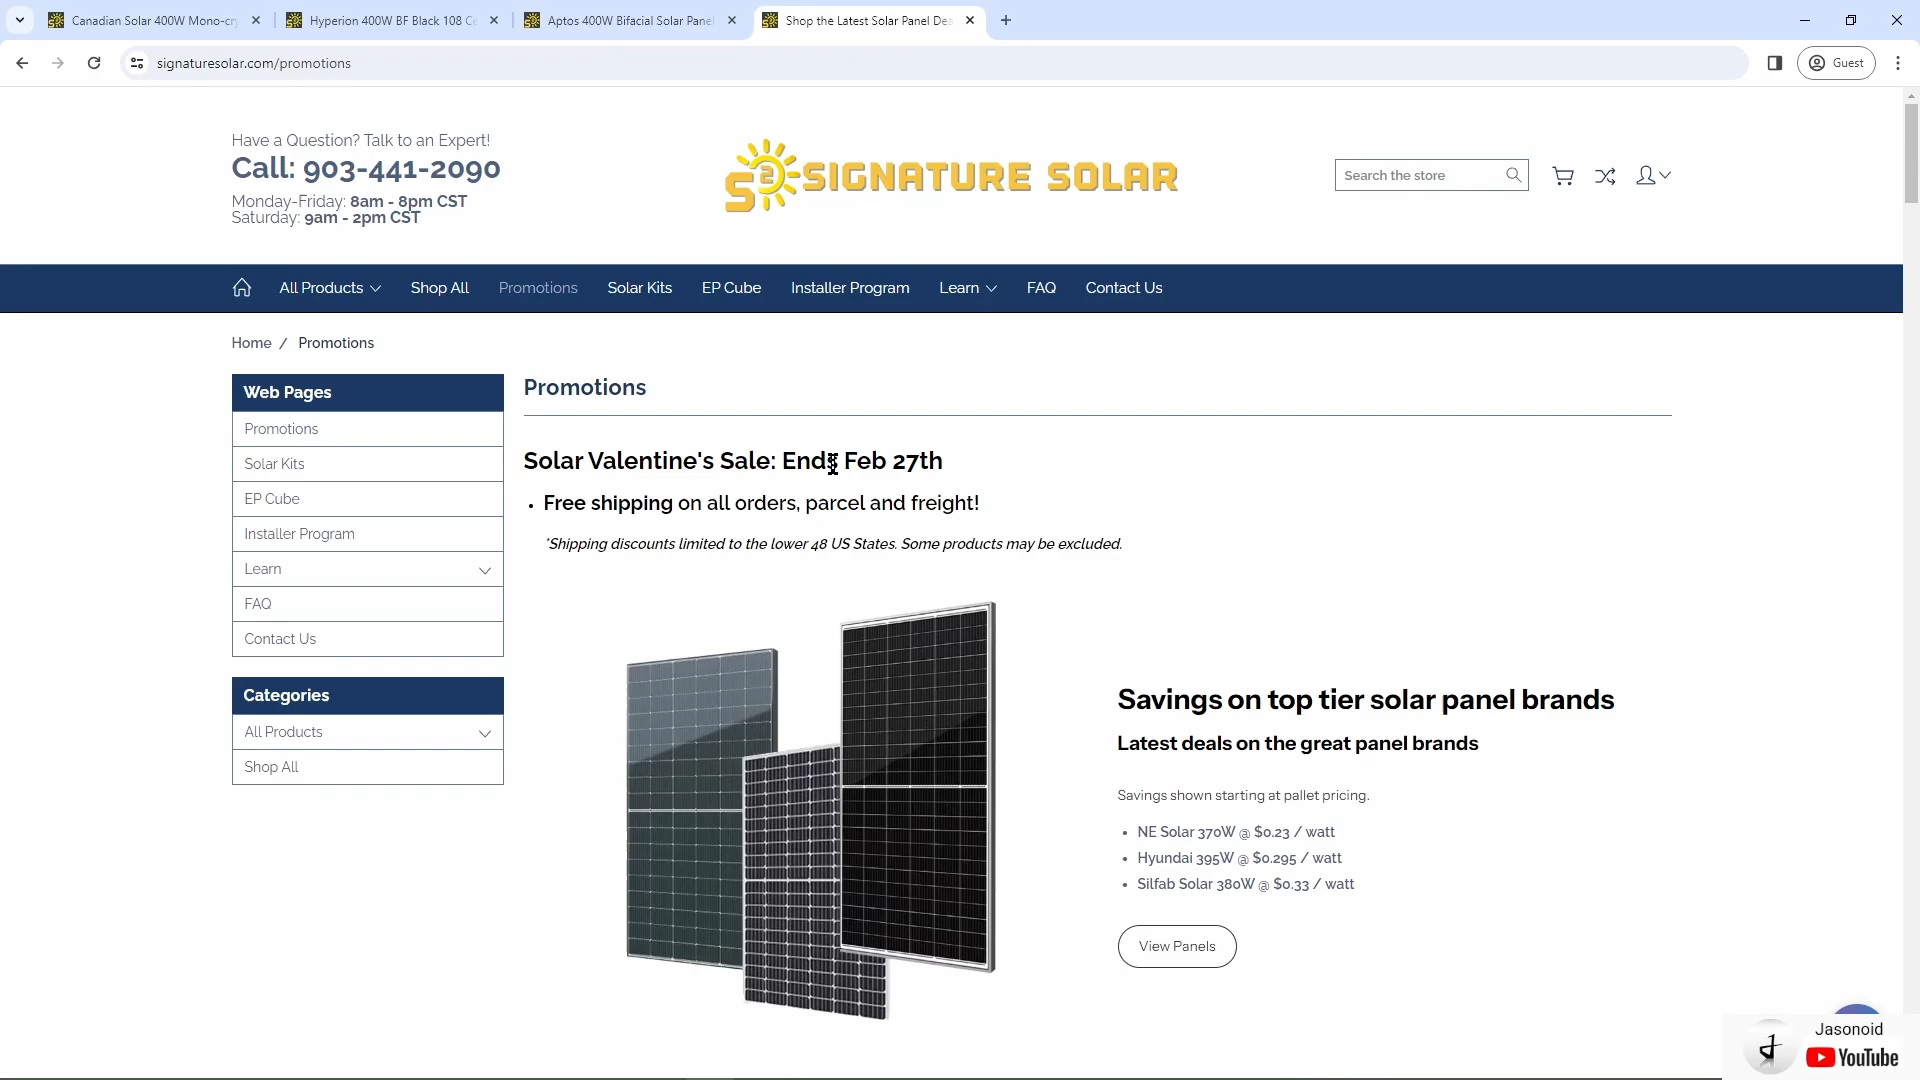 Canadian Solar 400W Mono-cr
Hyperion 400W BF Black 108 Ce
Aptos 400W Bifacial Solar Pane
Shop the Latest Solar Panel Dea
signaturesolar.com/promotions
Guest
Have a Question? Talk to an Expert!
Call: 903-441-2090
Monday-Friday: 8am - 8pm CST
Saturday: 9am - 2pm CST
S2 SIGNATURE SOLAR
Search the store
All Products
Shop All
Promotions
Solar Kits
EP Cube
Installer Program
Learn
FAQ
Contact Us
Home / Promotions
Web Pages
Promotions
Solar Kits
EP Cube
Installer Program
Learn
FAQ
Contact Us
Categories
All Products
Shop All
Promotions
Solar Valentine's Sale: Ends Feb 27th
• Free shipping on all orders, parcel and freight!
*Shipping discounts limited to the lower 48 US States. Some products may be excluded.
Savings on top tier solar panel brands
Latest deals on the great panel brands
Savings shown starting at pallet pricing.
• NE Solar 370W @ $0.23 / watt
• Hyundai 395W @ $0.295 / watt
• Silfab Solar 380W @ $0.33 / watt
View Panels
Jasonoid
YouTube